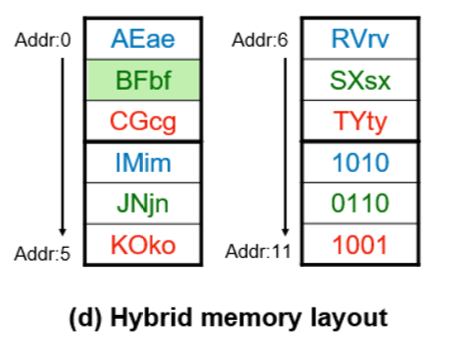 Addr:0
AEae
BFbf
CGcg
IMim
JNjn
KOko
Addr:5
Addr:6
RVrv
SXsx
TYty
1010
0110
1001
Addr:11
(d) Hybrid memory layout